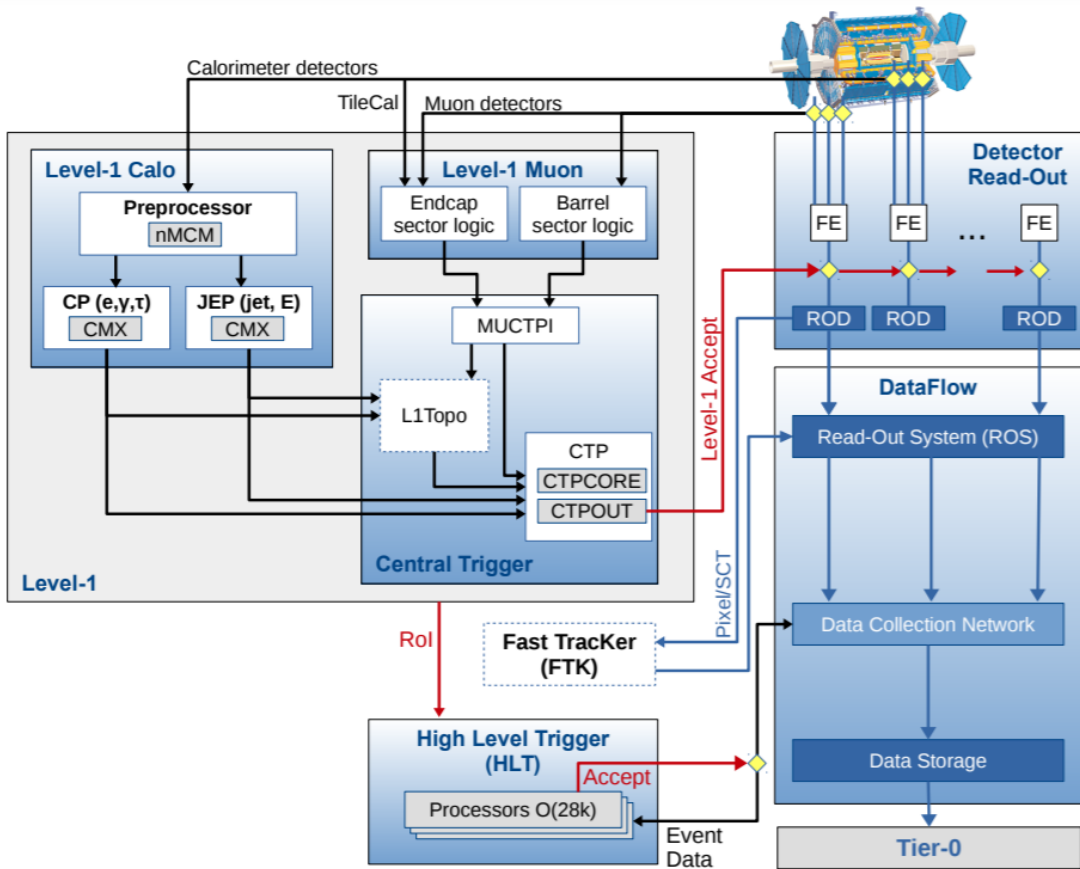 Calorimeter detectors
TileCal
Muon detectors
Level-1 Calo
Preprocessor
nMCM
CP (e,γ,τ)
CMX
JEP (jet, E)
CMX
Level-1 Muon
Endcap
sector logic
Barrel
sector logic
MUCTPI
L1Topo
CTP
CTPCORE
CTPOUT
Central Trigger
Level-1
Level-1 Accept
Detector
Read-Out
FE
FE
...
FE
ROD
ROD
ROD
DataFlow
Read-Out System (ROS)
Data Collection Network
Data Storage
Tier-0
Pixel/SCT
Fast TracKer
(FTK)
RoI
High Level Trigger
(HLT)
Accept
Processors O(28k)
Event
Data